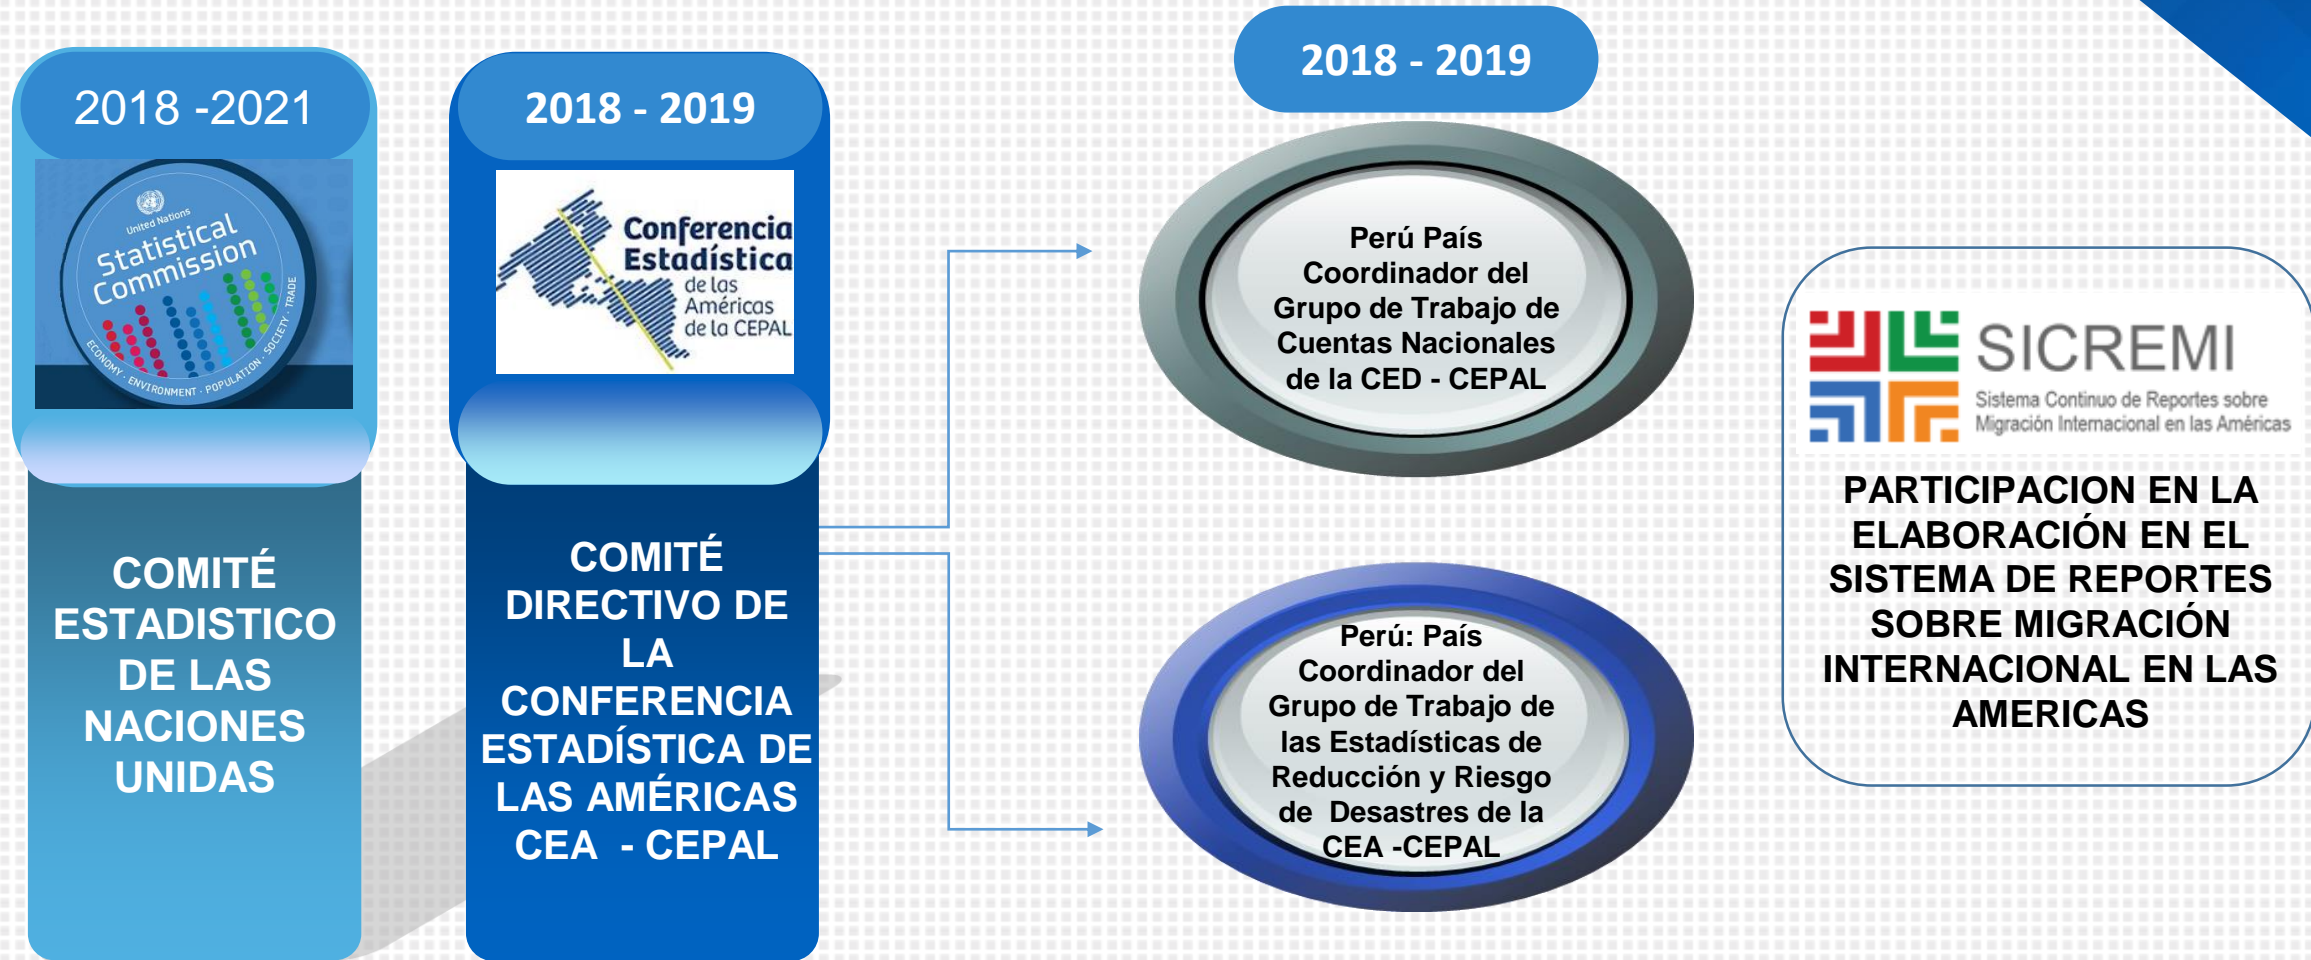 2018 -2021
United Nations
Statistical
Commission
ECONOMY · ENVIRONMENT · POPULATION · SOCIETY · TRADE
COMITÉ
ESTADISTICO
DE LAS
NACIONES
UNIDAS
2018 - 2019
Conferencia
Estadística
de las
Américas
de la CEPAL
COMITÉ
DIRECTIVO DE
LA
CONFERENCIA
ESTADÍSTICA DE
LAS AMÉRICAS
CEA - CEPAL
2018 - 2019
Perú País
Coordinador del
Grupo de Trabajo de
Cuentas Nacionales
de la CED - CEPAL
Perú: País
Coordinador del
Grupo de Trabajo de
las Estadísticas de
Reducción y Riesgo
de Desastres de la
CEA -CEPAL
SICREMI
Sistema Continuo de Reportes sobre
Migración Internacional en las Américas
PARTICIPACION EN LA
ELABORACIÓN EN EL
SISTEMA DE REPORTES
SOBRE MIGRACIÓN
INTERNACIONAL EN LAS
AMERICAS